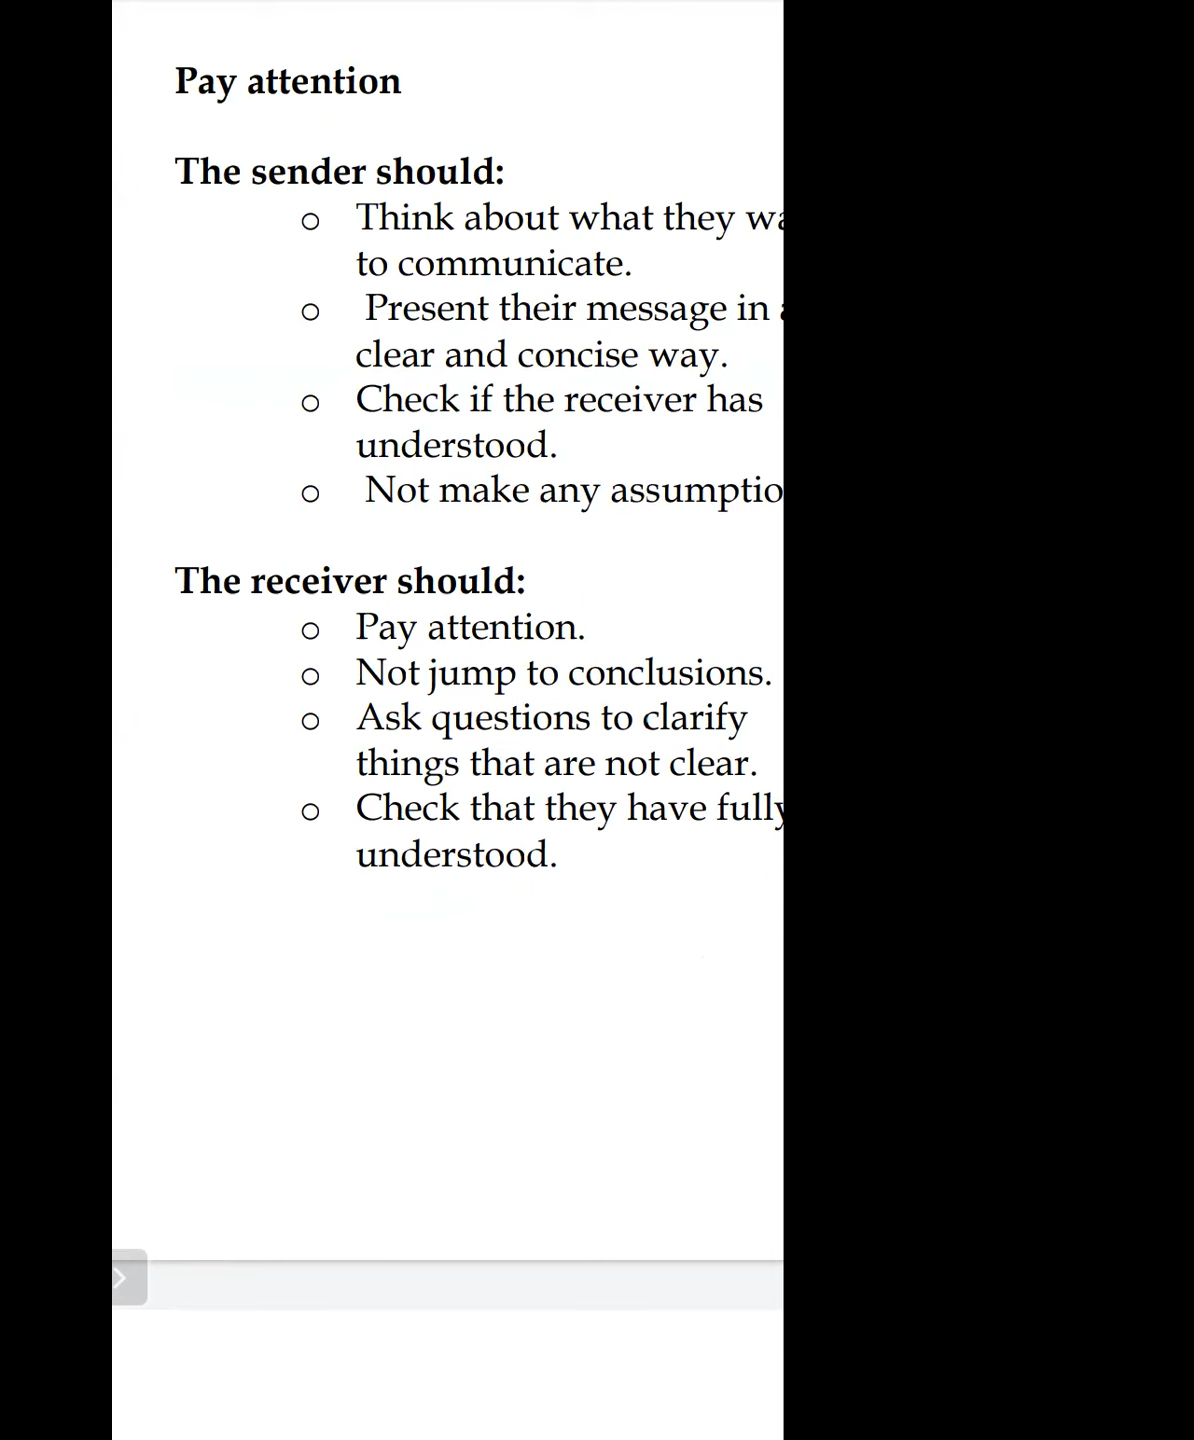 Pay attention
The sender should:
o Think about what they
to communicate.
o Present their message in
clear and concise way.
o Check if the receiver has
understood.
o Not make any
The receiver should:
o Pay attention.
o Not jump to conclusions.
o Ask questions to clarify
things that are not clear.
o Check that they have fully
understood.